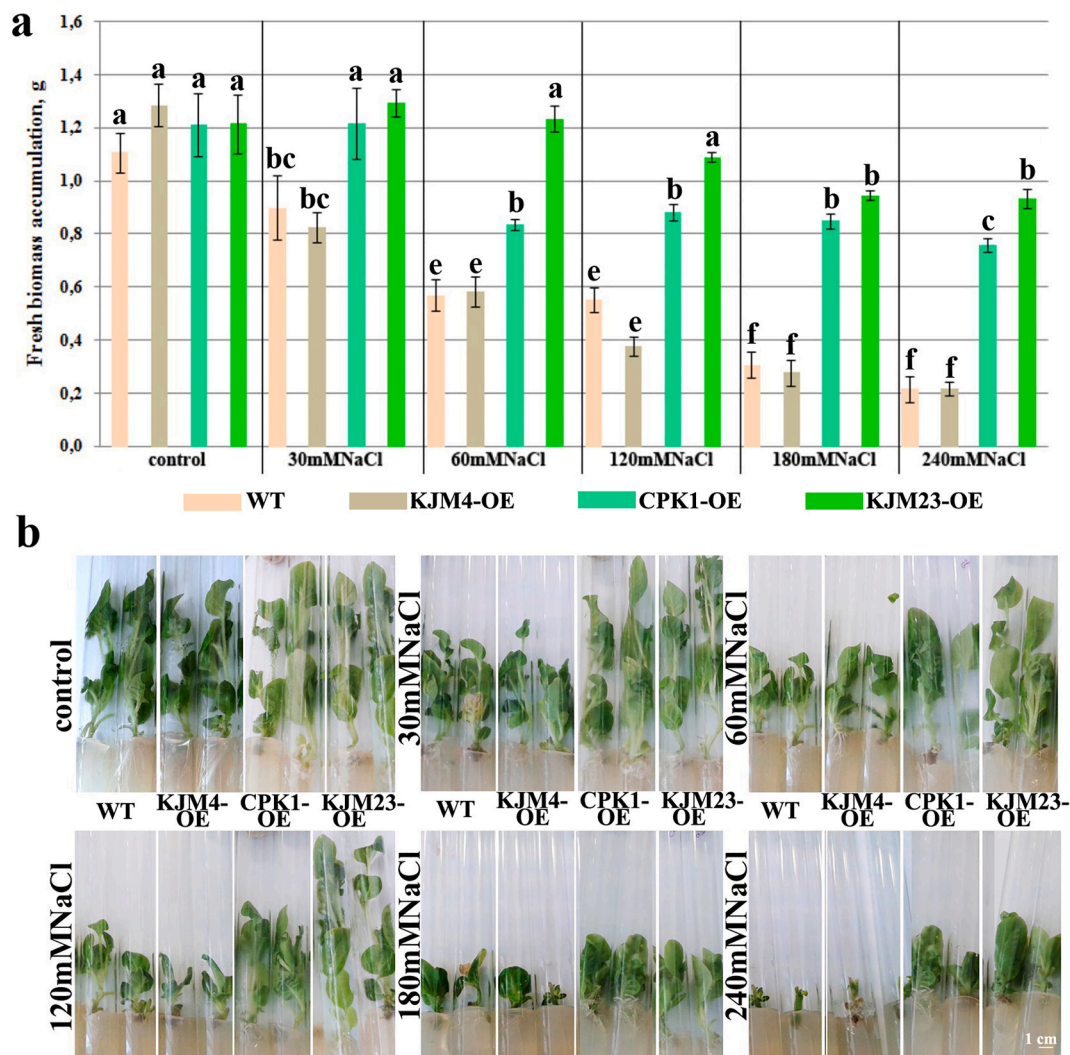 a
Fresh biomass accumulation, g
1,6
1,4
1,2
1,0
0,8
0,6
0,4
0,2
0,0
a a a a
bc bc a a
e e b a
e e b a
f f b b
f f c b
control 30mMNaCl 60mMNaCl 120mMNaCl 180mMNaCl 240mMNaCl
WT KJM4-OE CPK1-OE KJM23-OE
b
control
30mMNaCl
60mMNaCl
WT KJM4-OE CPK1-OE KJM23-OE
WT KJM4-OE CPK1-OE KJM23-OE
WT KJM4-OE CPK1-OE KJM23-OE
120mMNaCl
180mMNaCl
240mMNaCl
1 cm